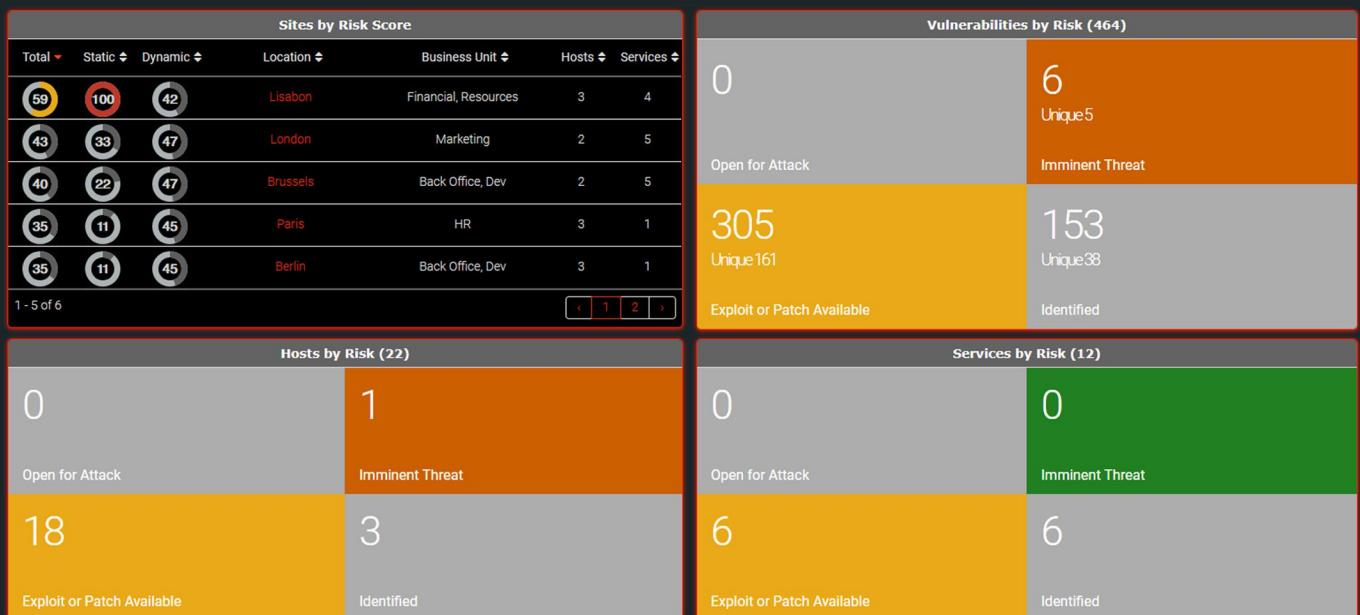 Sites by Risk Score
Total Static Dynamic Location Business Unit Hosts Services
59 100 42 Lisabon Financial, Resources 3 4
43 33 47 London Marketing 2 5
40 22 47 Brussels Back Office, Dev 2 5
35 11 45 Paris HR 3 1
35 11 45 Berlin Back Office, Dev 3 1
1 - 5 of 6 ‹ 1 2 ›
Vulnerabilities by Risk (464)
0
Open for Attack
6
Unique 5
Imminent Threat
305
Unique 161
Exploit or Patch Available
153
Unique 38
Identified
Hosts by Risk (22)
0
Open for Attack
1
Imminent Threat
18
Exploit or Patch Available
3
Identified
Services by Risk (12)
0
Open for Attack
0
Imminent Threat
6
Exploit or Patch Available
6
Identified